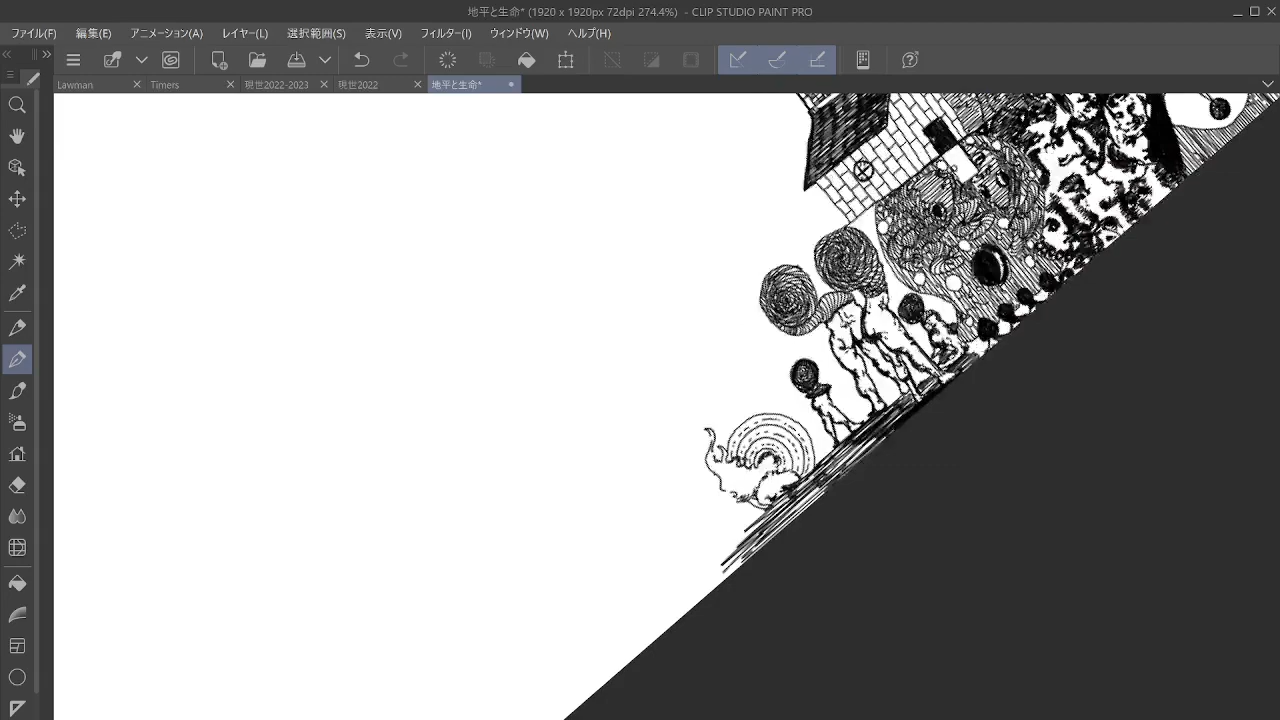 地平と生命* (1920 x 1920px 72dpi 274.4%) - CLIP STUDIO PAINT PRO
ファイル(F) 編集(E) アニメーション(A) レイヤー(L) 選択範囲(S) 表示(V) フィルター(I) ウィンドウ(W) ヘルプ(H)
Lawman Timers 現世2022-2023 現世2022 地平と生命*